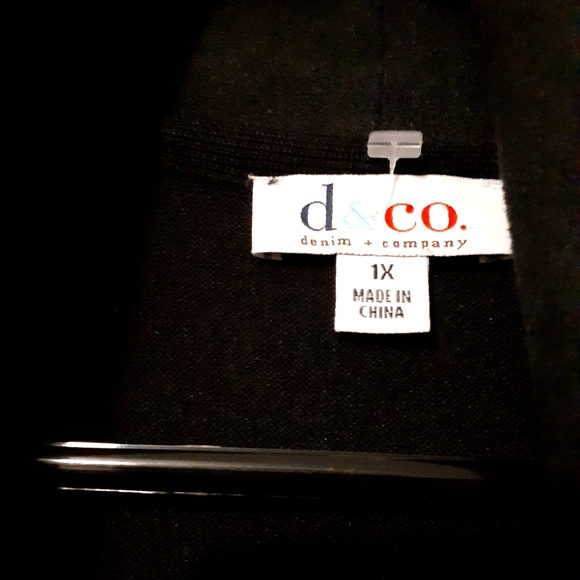 d&co.
denim + company
1X
MADE IN
CHINA